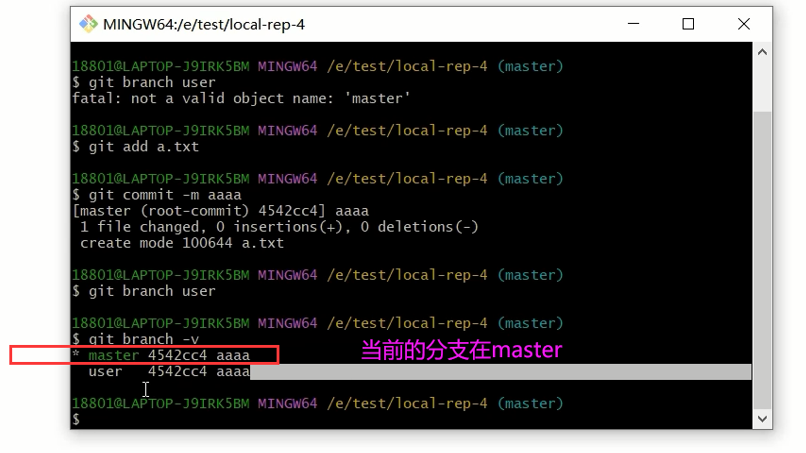 MINGW64:/e/test/local-rep-4
18801@LAPTOP-J9IRK5BM MINGW64 /e/test/local-rep-4 (master)
$ git branch user
fatal: not a valid object name: 'master'
18801@LAPTOP-J9IRK5BM MINGW64 /e/test/local-rep-4 (master)
$ git add a.txt
18801@LAPTOP-J9IRK5BM MINGW64 /e/test/local-rep-4 (master)
$ git commit -m aaaa
[master (root-commit) 4542cc4] aaaa
1 file changed, 0 insertions(+), 0 deletions(-)
create mode 100644 a.txt
18801@LAPTOP-J9IRK5BM MINGW64 /e/test/local-rep-4 (master)
$ git branch user
18801@LAPTOP-J9IRK5BM MINGW64 /e/test/local-rep-4 (master)
$ git branch -v
* master 4542cc4 aaaa
当前的分支在master
user 4542cc4 aaaa
18801@LAPTOP-J9IRK5BM MINGW64 /e/test/local-rep-4 (master)
$